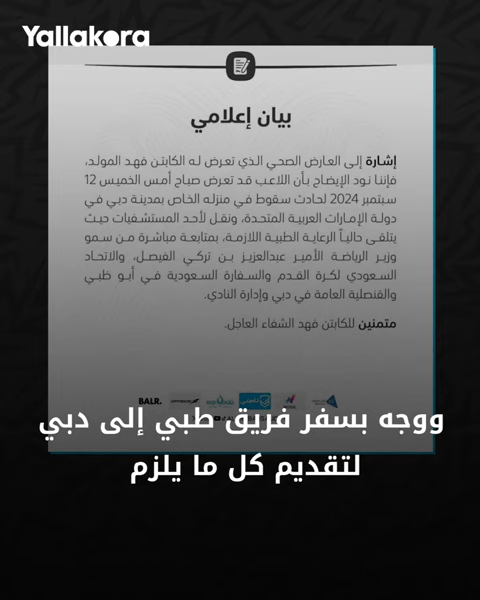 Yallakora
بيان إعلامي
إشارة إلى العارض الصحي الذي تعرض له الكابتن فهد المولد،
فإننا نود الإيضاح بأن اللاعب قد تعرض صباح أمس الخميس 12
سبتمبر 2024 لحادث سقوط في منزله الخاص بمدينة دبي في
دولة الإمارات العربية المتحدة، ونقل لأحد المستشفيات حيث
يتلقى حالياً الرعاية الطبية اللازمة، بمتابعة مباشرة من سمو
وزير الرياضة الأمير عبدالعزيز بن تركي الفيصل، والاتحاد
السعودي لكرة القدم والسفارة السعودية في أبو ظبي
والقنصلية العامة في دبي وإدارة النادي.
متمنين للكابتن فهد الشفاء العاجل.
BALR.
ووجه بسفر فريق طبي إلى دبي
لتقديم كل ما يلزم